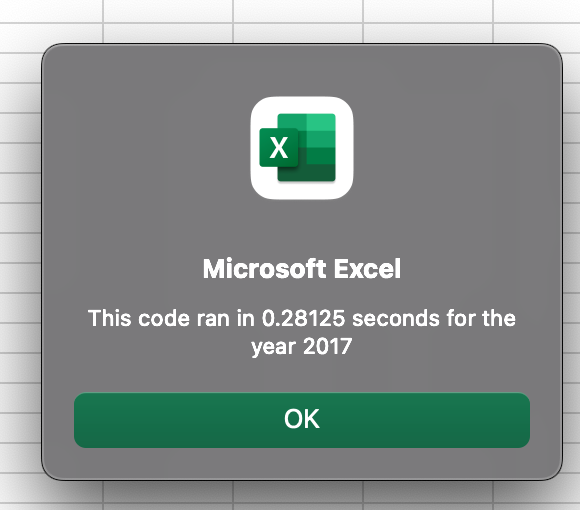 X
Microsoft Excel
This code ran in 0.28125 seconds for the
year 2017
OK